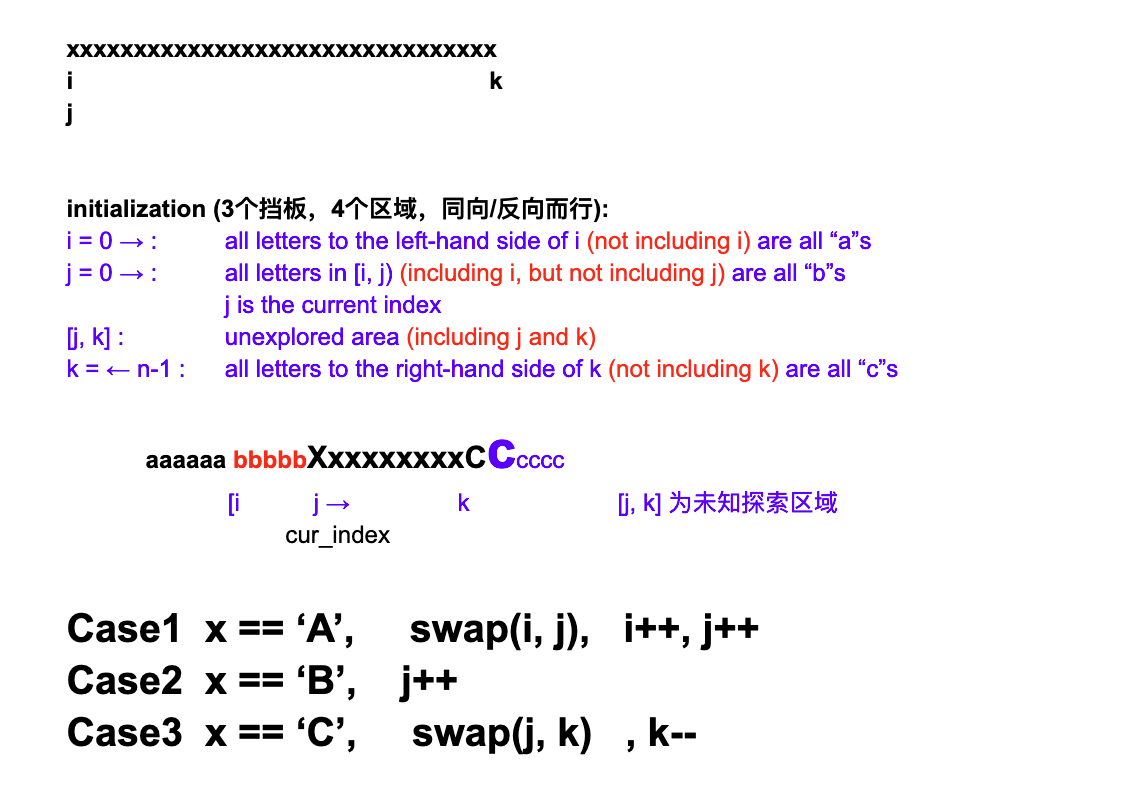 xxxxxxxxxxxxxxxxxxxxxxxxxxxxxxxx
i k
j
initialization (3个挡板，4个区域，同向/反向而行):
i = 0 → : all letters to the left-hand side of i (not including i) are all “a”s
j = 0 → : all letters in [i, j) (including i, but not including j) are all “b”s
j is the current index
[j, k] : unexplored area (including j and k)
k = ← n-1 : all letters to the right-hand side of k (not including k) are all “c”s
aaaaaa bbbbbXxxxxxxxxCCcccc
[i j → k [j, k] 为未知探索区域
cur_index
Case1 x == ‘A’, swap(i, j), i++, j++
Case2 x == ‘B’, j++
Case3 x == ‘C’, swap(j, k) , k--